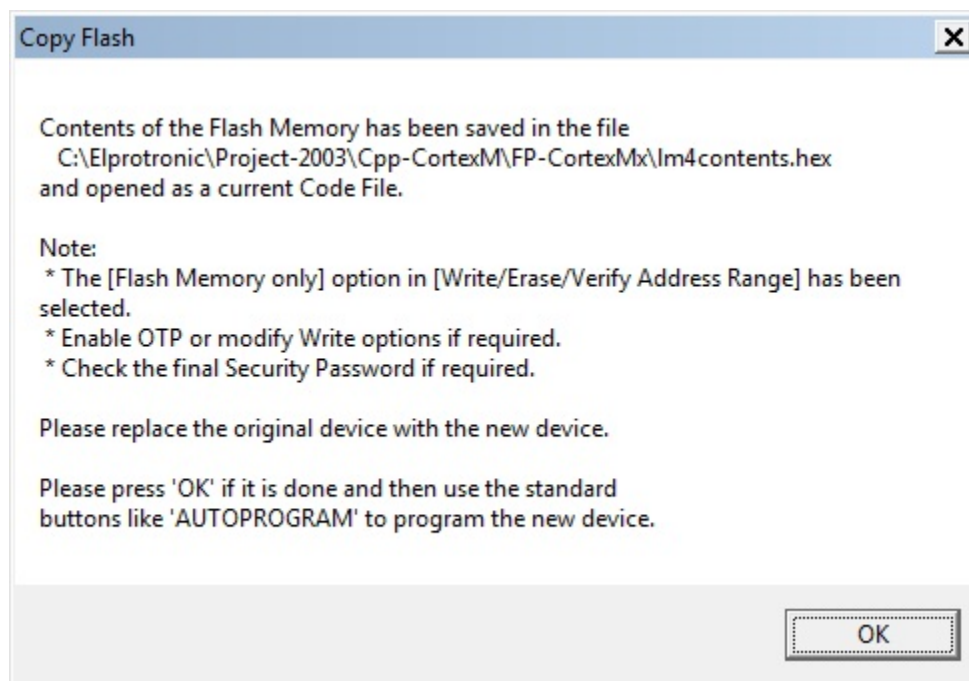 Copy Flash
Contents of the Flash Memory has been saved in the file
C:\Elprotronic\Project-2003\Cpp-CortexM\FP-CortexMx\lm4contents.hex
and opened as a current Code File.
Note:
* The [Flash Memory only] option in [Write/Erase/Verify Address Range] has been
selected.
* Enable OTP or modify Write options if required.
* Check the final Security Password if required.
Please replace the original device with the new device.
Please press 'OK' if it is done and then use the standard
buttons like 'AUTOPROGRAM' to program the new device.
OK